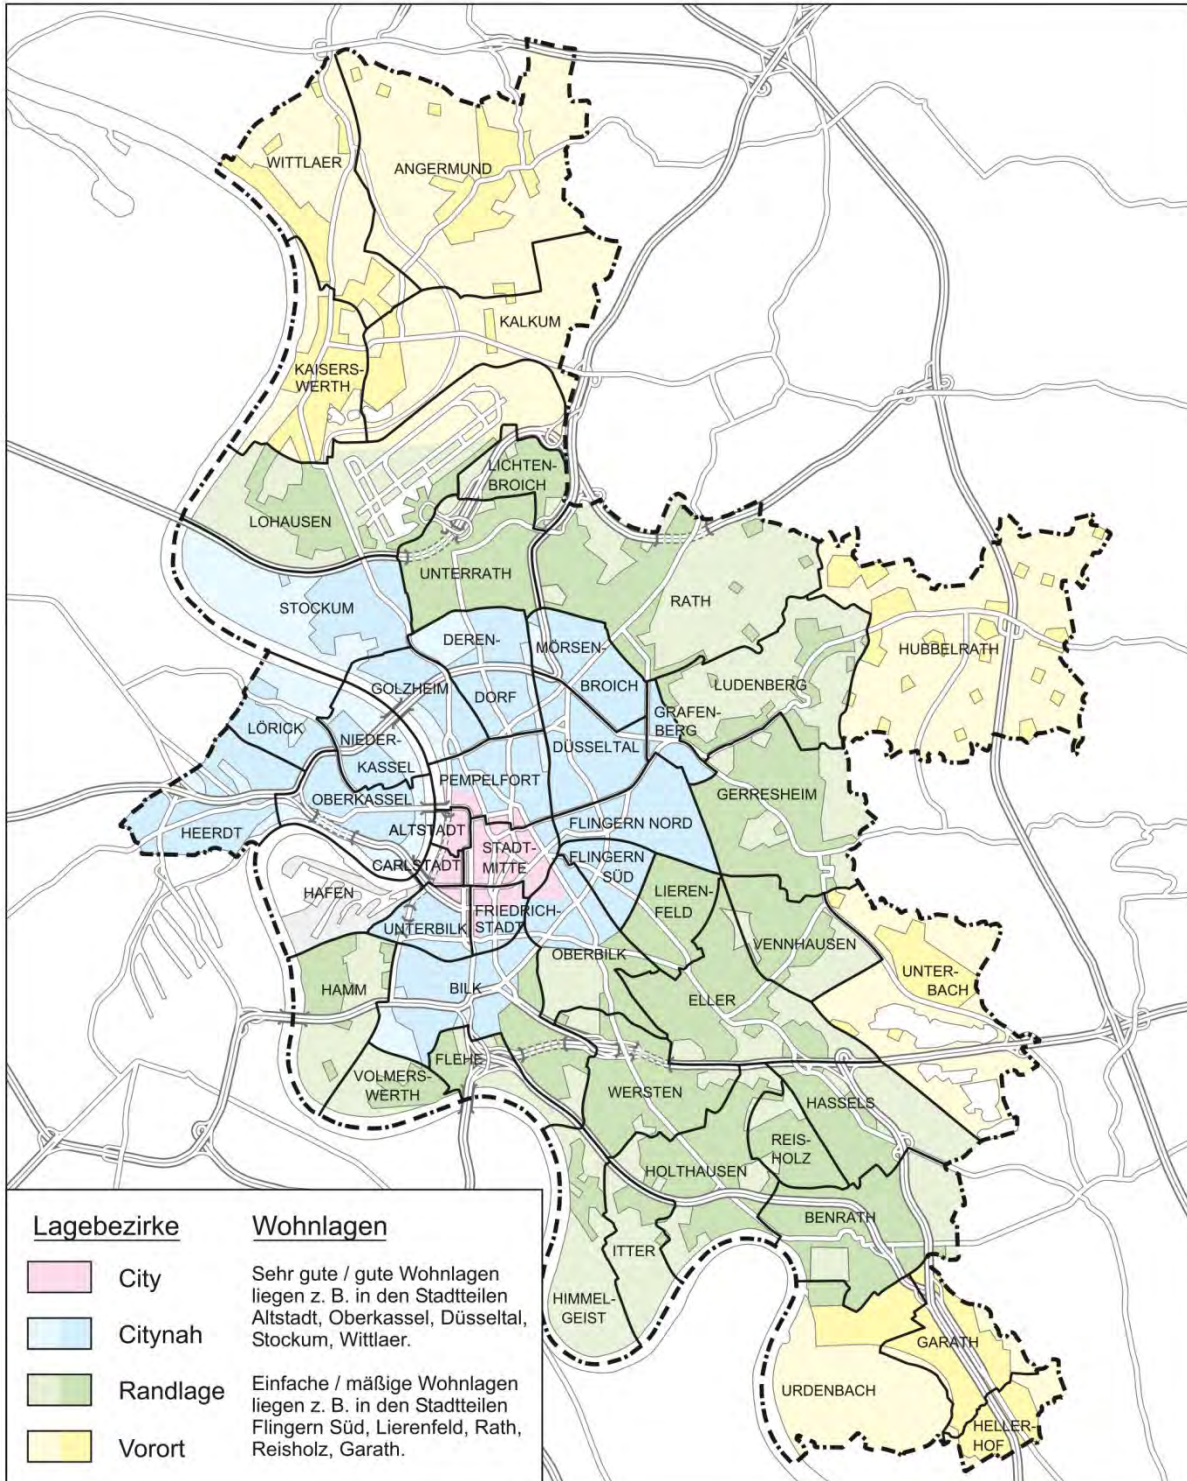 WITTLAER
ANGERMUND
KALKUM
KAISERS-
WERTH
LICHTEN-
BROICH
LOHAUSEN
UNTERRATH
RATH
STOCKUM
DEREN-
DORF
MÖRSEN-
BROICH
HUBBELRATH
LUDENBERG
GOLZHEIM
GRAFEN-
BERG
LÖRICK
NIEDER-
KASSEL
DÜSSELTAL
PEMPELFORT
GERRESHEIM
OBERKASSEL
HEERDT
ALTSTADT
FLINGERN NORD
STADT-
MITTE
CARLSTADT
FLINGERN
SÜD
HAFEN
LIEREN-
FELD
FRIEDRICH-
STADT
UNTERBILK
OBERBILK
VENNHAUSEN
UNTER-
BACH
HAMM
BILK
ELLER
FLEHE
VOLMERS-
WERTH
WERSTEN
HASSELS
REIS-
HOLZ
HOLTHAUSEN
BENRATH
ITTER
HIMMEL-
GEIST
GARATH
URDENBACH
HELLER-
HOF
Lagebezirke
City
Citynah
Randlage
Vorort
Wohnlagen
Sehr gute / gute Wohnlagen
liegen z. B. in den Stadtteilen
Altstadt, Oberkassel, Düsseltal,
Stockum, Wittlaer.
Einfache / mäßige Wohnlagen
liegen z. B. in den Stadtteilen
Flingern Süd, Lierenfeld, Rath,
Reisholz, Garath.